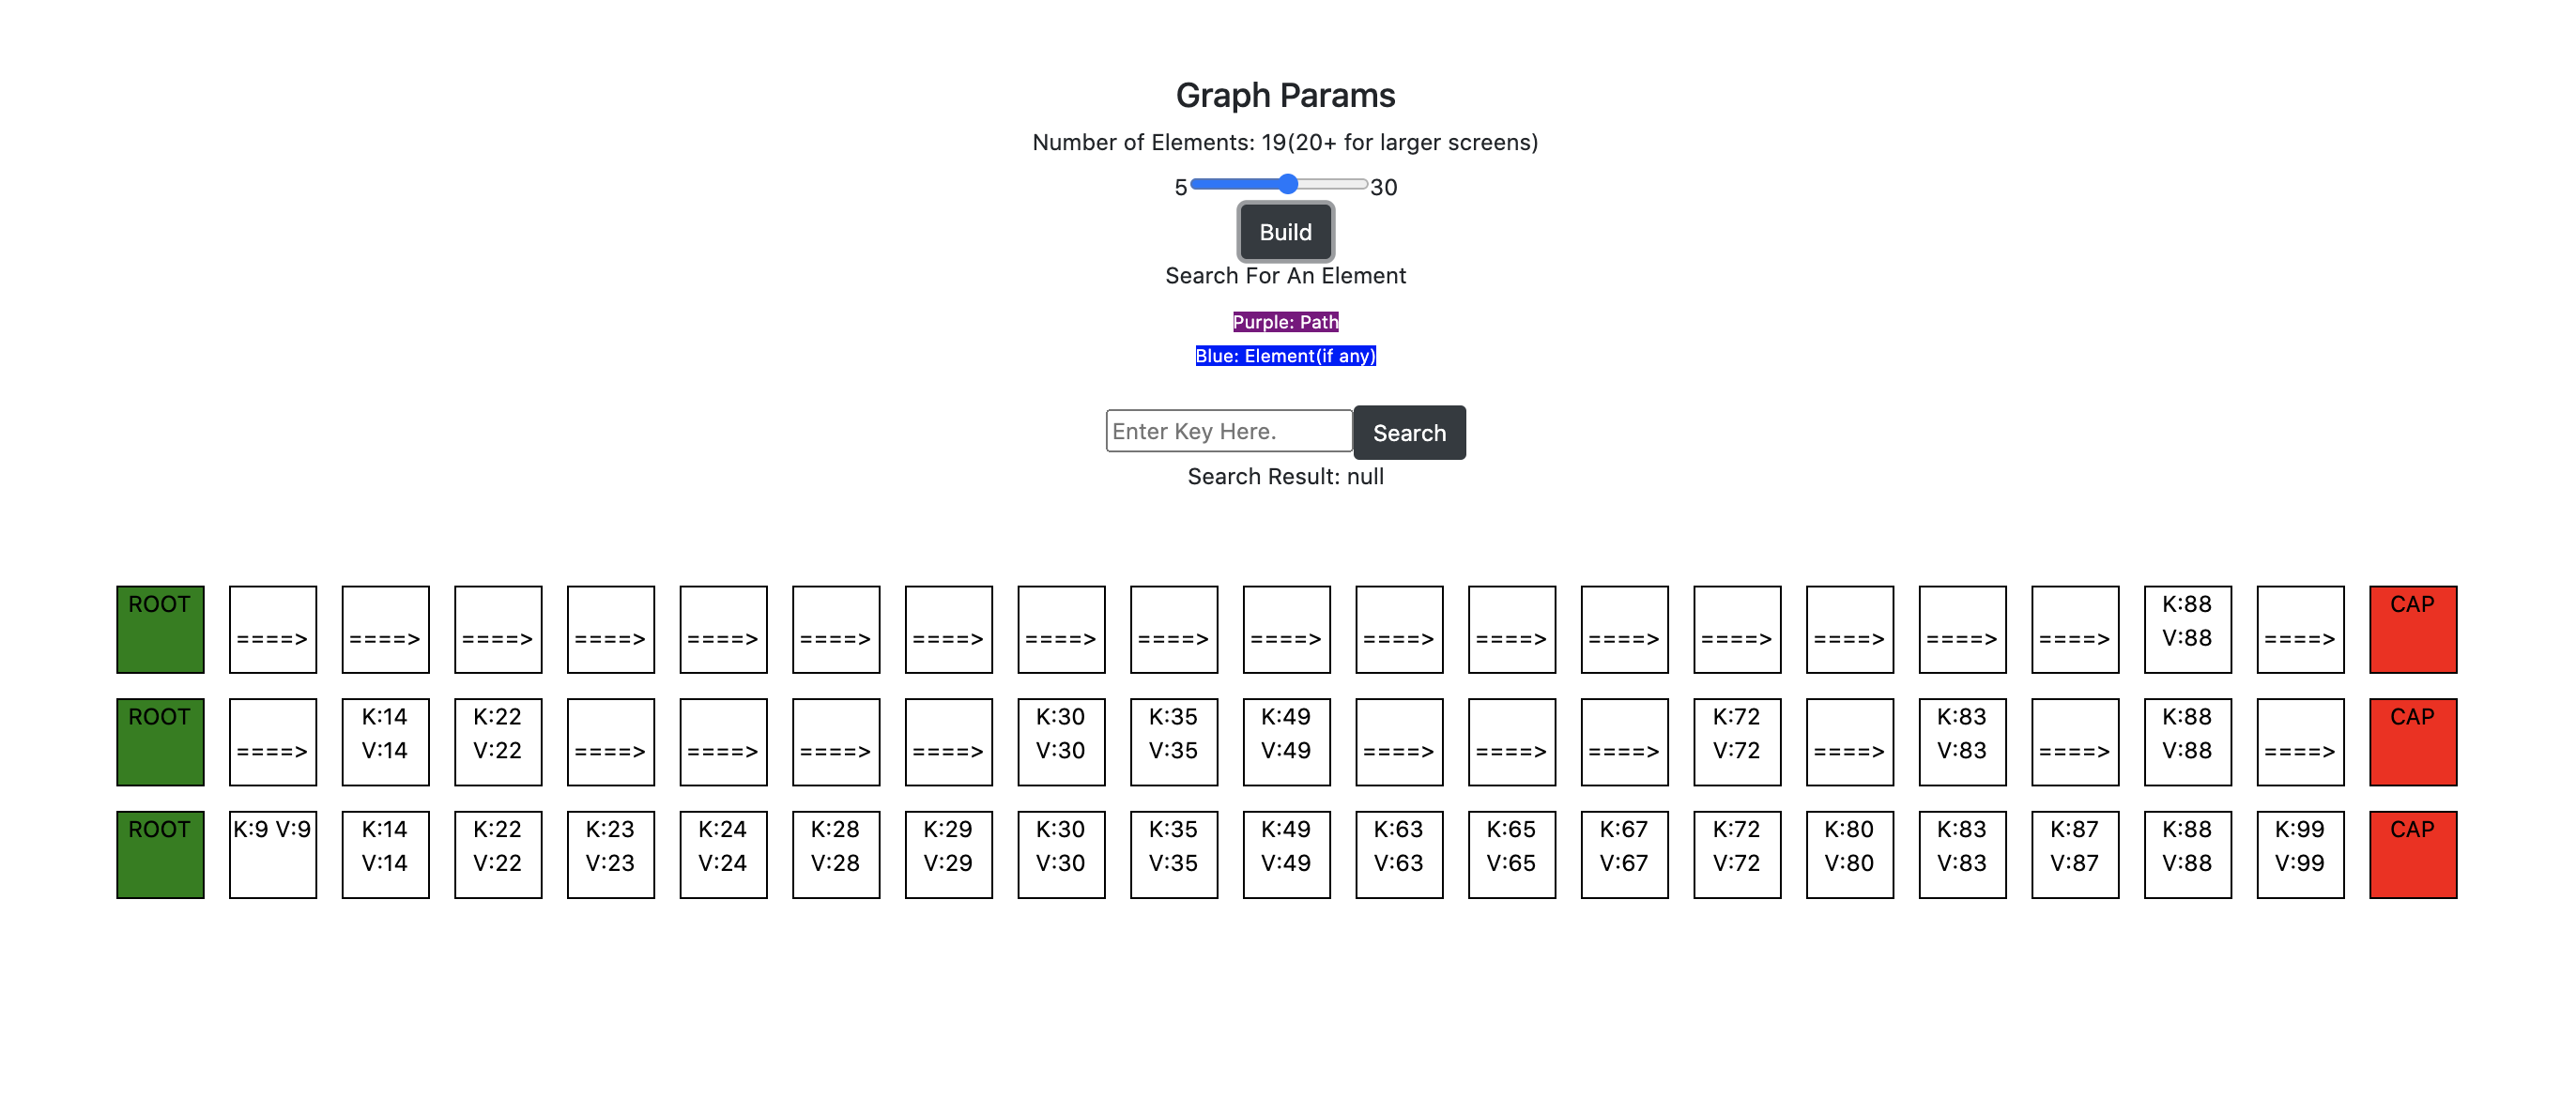 Graph Params
Number of Elements: 19(20+ for larger screens)
5 30
Build
Search For An Element
Purple: Path
Blue: Element(if any)
Enter Key Here. Search
Search Result: null
ROOT ====> ====> ====> ====> ====> ====> ====> ====> ====> ====> ====> ====> ====> ====> ====> ====> ====> K:88 V:88 ====> CAP
ROOT ====> K:14 V:14 K:22 V:22 ====> ====> ====> ====> K:30 V:30 K:35 V:35 K:49 V:49 ====> ====> ====> K:72 V:72 ====> K:83 V:83 ====> K:88 V:88 ====> CAP
ROOT K:9 V:9 K:14 V:14 K:22 V:22 K:23 V:23 K:24 V:24 K:28 V:28 K:29 V:29 K:30 V:30 K:35 V:35 K:49 V:49 K:63 V:63 K:65 V:65 K:67 V:67 K:72 V:72 K:80 V:80 K:83 V:83 K:87 V:87 K:88 V:88 K:99 V:99 CAP